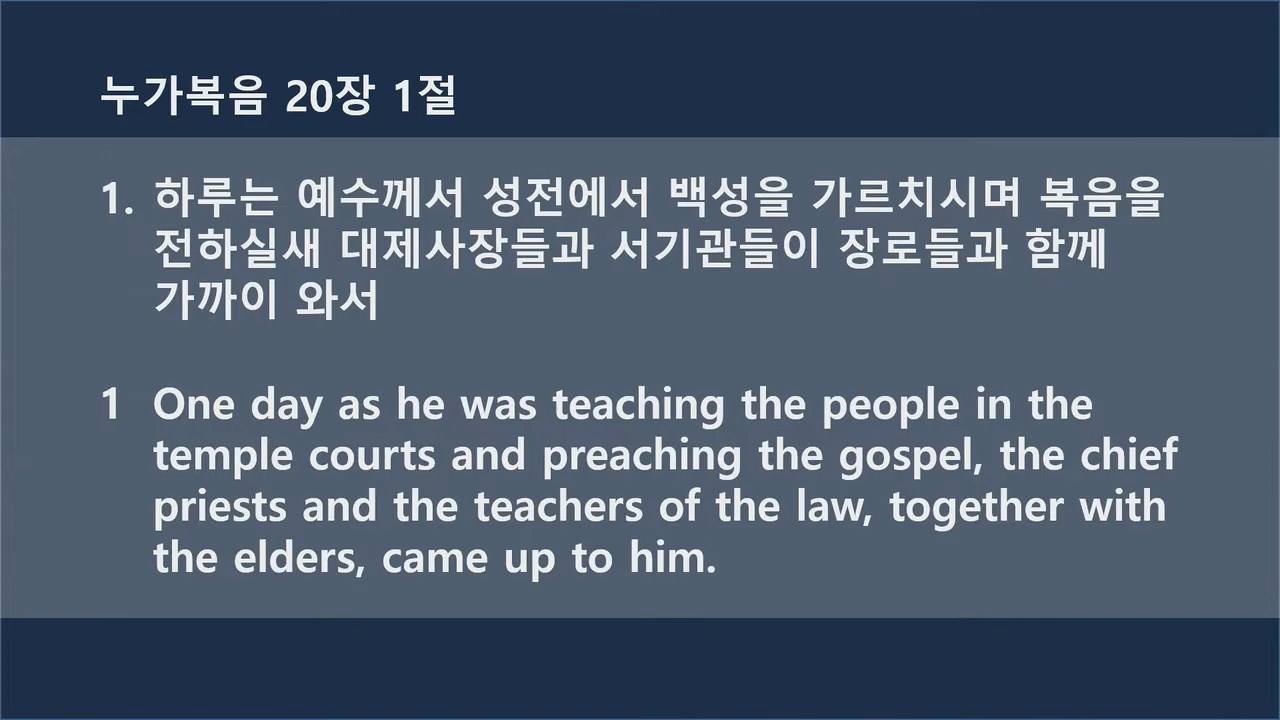 누가복음 20장 1절
1. 하루는 예수께서 성전에서 백성을 가르치시며 복음을
전하실새 대제사장들과 서기관들이 장로들과 함께
가까이 와서
1 One day as he was teaching the people in the
temple courts and preaching the gospel, the chief
priests and the teachers of the law, together with
the elders, came up to him.